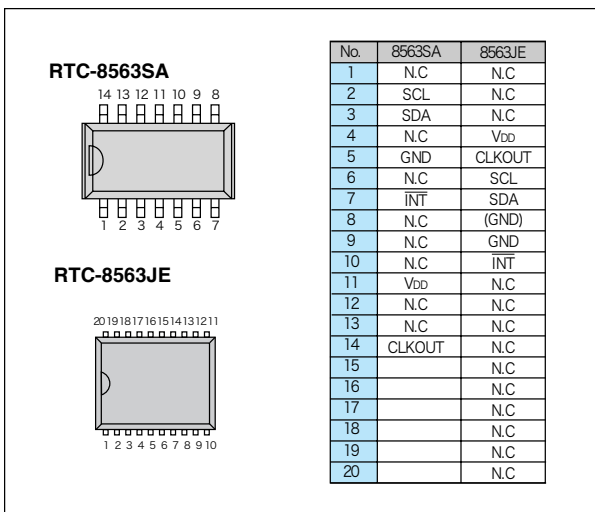 RTC-8563SA
14 13 12 11 10 9 8
1 2 3 4 5 6 7
RTC-8563JE
20 19 18 17 16 15 14 13 12 11
1 2 3 4 5 6 7 8 9 10
No. 8563SA 8563JE
1 N.C N.C
2 SCL N.C
3 SDA N.C
4 N.C VDD
5 GND CLKOUT
6 N.C SCL
7 I̅N̅T̅ SDA
8 N.C (GND)
9 N.C GND
10 N.C I̅N̅T̅
11 VDD N.C
12 N.C N.C
13 N.C N.C
14 CLKOUT N.C
15 N.C
16 N.C
17 N.C
18 N.C
19 N.C
20 N.C